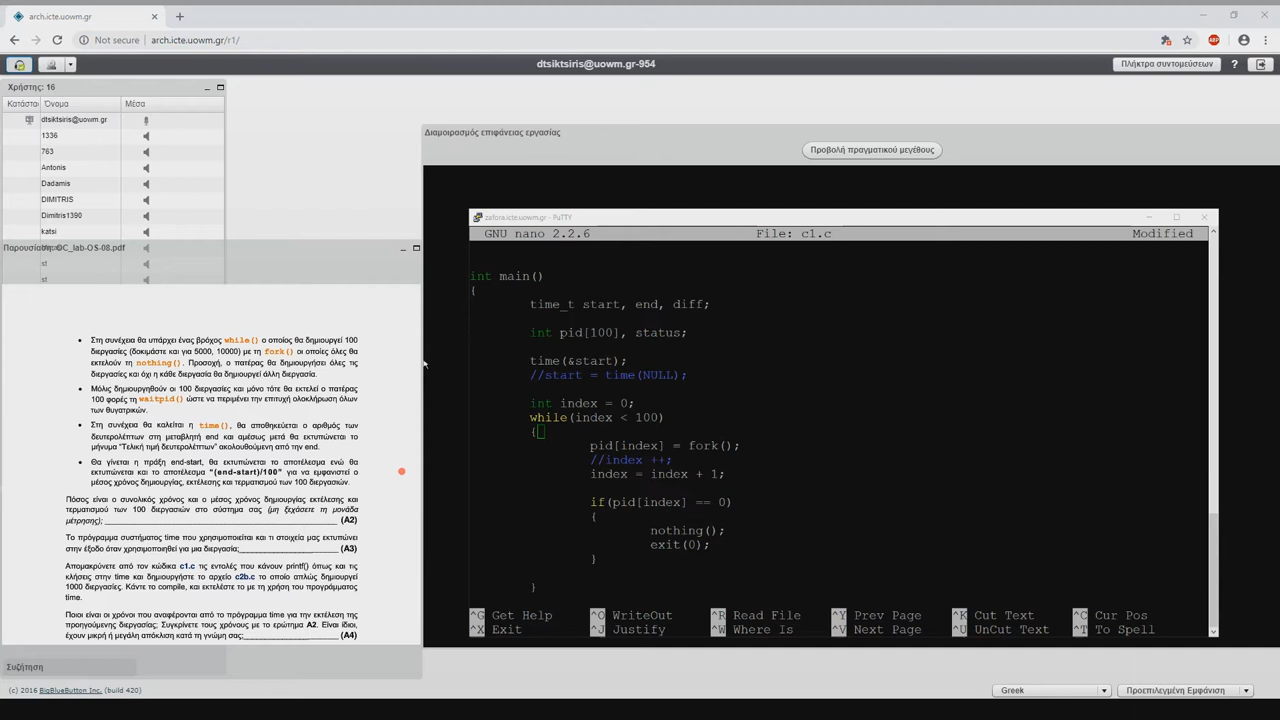 arch.icte.uowm.gr
Not secure
arch.icte.uowm.gr/r1/
ABP
dtsiktsiris@uowm.gr-954
Πλήκτρα συντομεύσεων
?
Χρήστης: 16
Κατάστα Όνομα Μέσα
dtsiktsiris@uowm.gr
1336
763
Antonis
Dadamis
DIMITRIS
Dimitris1390
katsi
st
st
Παρουσίαση: OC_lab-OS-08.pdf
• Στη συνέχεια θα υπάρχει ένας βρόχος while() ο οποίος θα δημιουργεί 100
διεργασίες (δοκιμάστε και για 5000, 10000) με τη fork() οι οποίες όλες θα
εκτελούν τη nothing(). Προσοχή, ο πατέρας θα δημιουργήσει όλες τις
διεργασίες και όχι η κάθε διεργασία θα δημιουργεί άλλη διεργασία.
• Μόλις δημιουργηθούν οι 100 διεργασίες και μόνο τότε θα εκτελεί ο πατέρας
100 φορές τη waitpid() ώστε να περιμένει την επιτυχή ολοκλήρωση όλων
των θυγατρικών.
• Στη συνέχεια θα καλείται η time(), θα αποθηκεύεται ο αριθμός των
δευτερολέπτων στη μεταβλητή end και αμέσως μετά θα εκτυπώνεται το
μήνυμα "Τελική τιμή δευτερολέπτων" ακολουθούμενη από την end.
• Θα γίνεται η πράξη end-start, θα εκτυπώνεται το αποτέλεσμα ενώ θα
εκτυπώνεται και το αποτέλεσμα "(end-start)/100" για να εμφανιστεί ο
μέσος χρόνος δημιουργίας, εκτέλεσης και τερματισμού των 100 διεργασιών.
Πόσος είναι ο συνολικός χρόνος και ο μέσος χρόνος δημιουργίας εκτέλεσης και
τερματισμού των 100 διεργασιών στο σύστημα σας (μη ξεχάσετε τη μονάδα
μέτρησης); (A2)
Το πρόγραμμα συστήματος time που χρησιμοποιείται και τι στοιχεία μας εκτυπώνει
στην έξοδο όταν χρησιμοποιηθεί για μια διεργασία; (A3)
Απομακρύνετε από τον κώδικα c1.c τις εντολές που κάνουν printf() όπως και τις
κλήσεις στην time και δημιουργήστε το αρχείο c2b.c το οποίο απλώς δημιουργεί
1000 διεργασίες. Κάντε το compile, και εκτελέστε το με τη χρήση του προγράμματος
time.
Ποιοι είναι οι χρόνοι που αναφέρονται από το πρόγραμμα time για την εκτέλεση της
προηγούμενης διεργασίας; Συγκρίνετε τους χρόνους με το ερώτημα A2. Είναι ίδιοι,
έχουν μικρή ή μεγάλη απόκλιση κατά τη γνώμη σας; (A4)
Συζήτηση
Διαμοιρασμός επιφάνειας εργασίας
Προβολή πραγματικού μεγέθους
zafora.icte.uowm.gr - PuTTY
GNU nano 2.2.6 File: c1.c Modified
int main()
{
time_t start, end, diff;
int pid[100], status;
time(&start);
//start = time(NULL);
int index = 0;
while(index < 100)
{
pid[index] = fork();
//index ++;
index = index + 1;
if(pid[index] == 0)
{
nothing();
exit(0);
}
}
^G Get Help ^O WriteOut ^R Read File ^Y Prev Page ^K Cut Text ^C Cur Pos
^X Exit ^J Justify ^W Where Is ^V Next Page ^U UnCut Text ^T To Spell
(c) 2016 BigBlueButton Inc. (build 420)
Greek
Προεπιλεγμένη Εμφάνιση